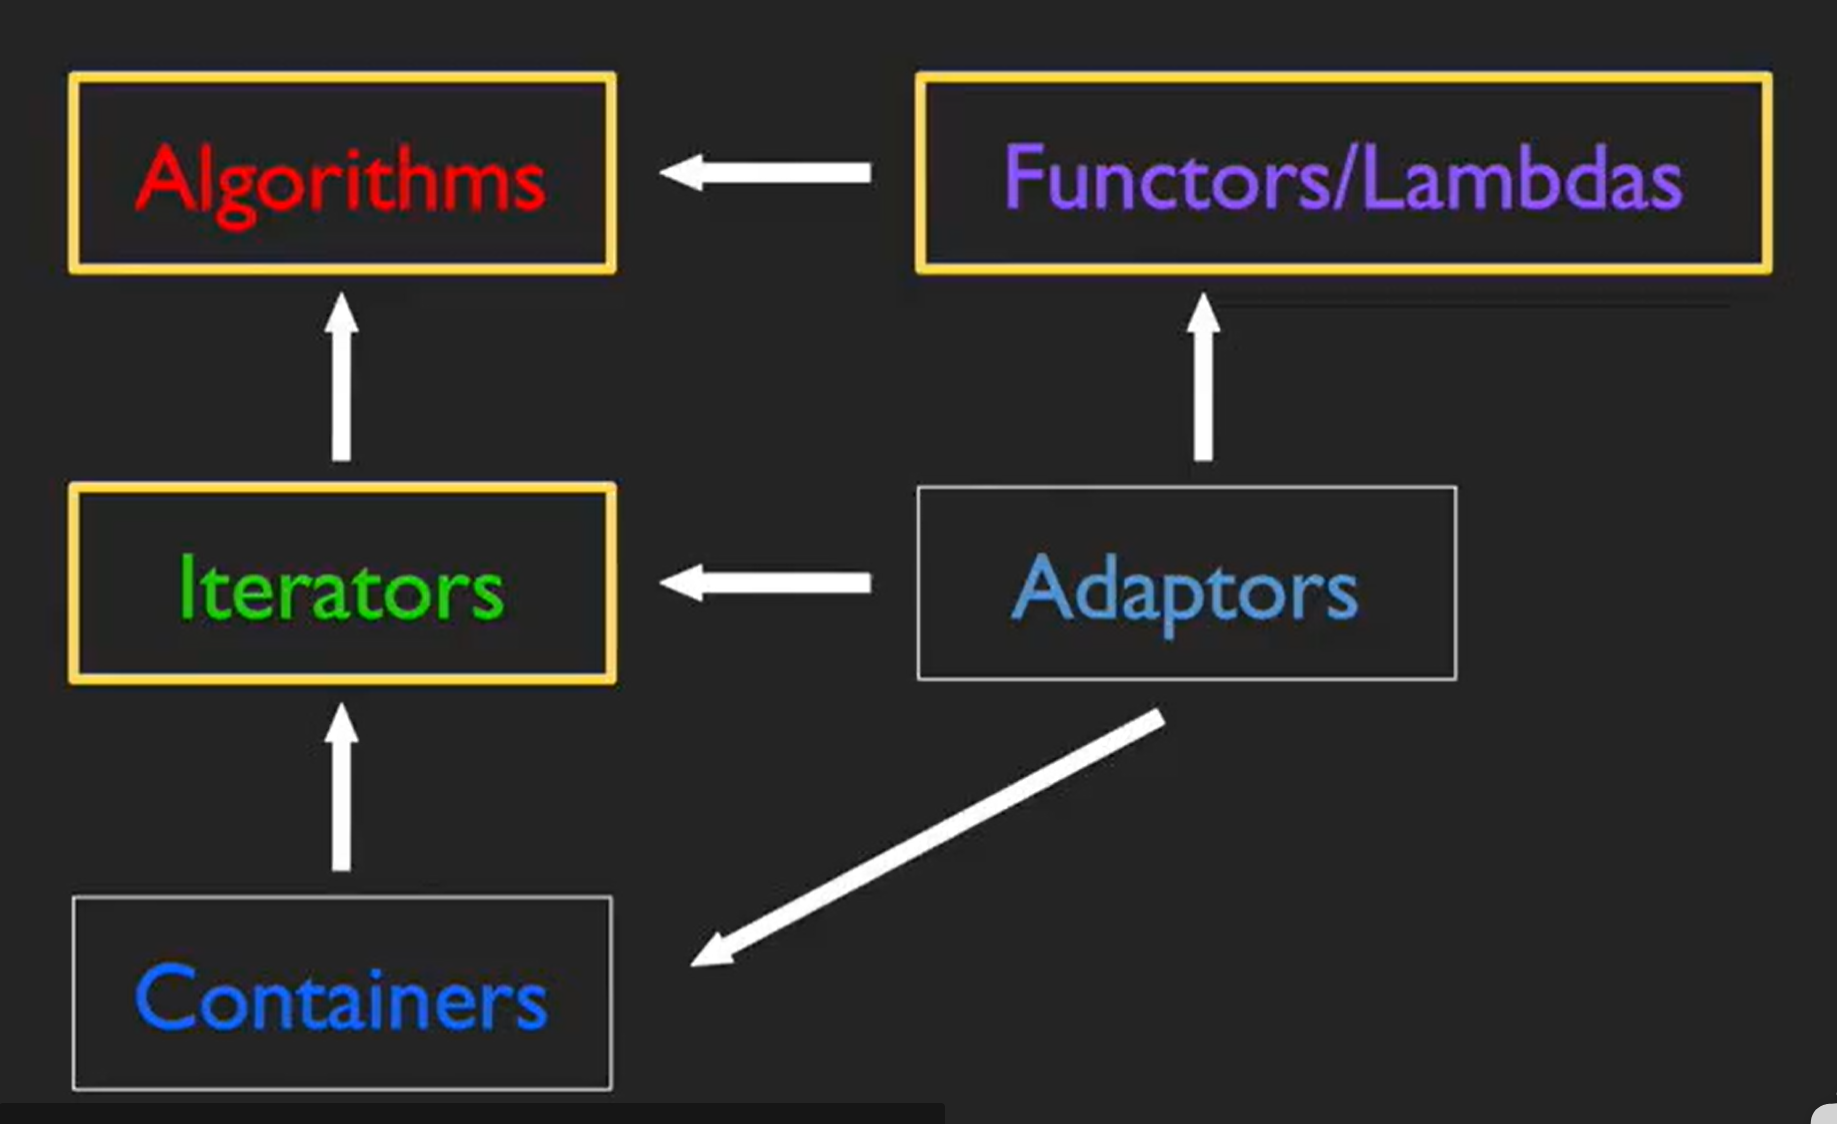 Algorithms
Functors/Lambdas
Iterators
Adaptors
Containers